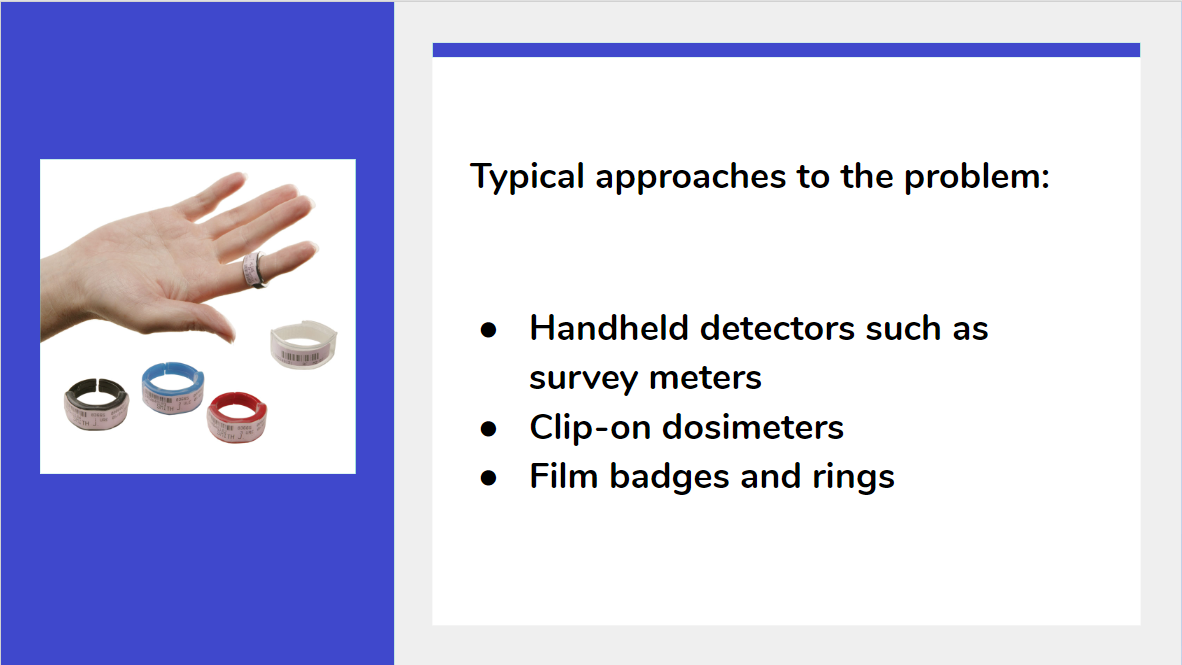 Typical approaches to the problem:
● Handheld detectors such as
survey meters
● Clip-on dosimeters
● Film badges and rings